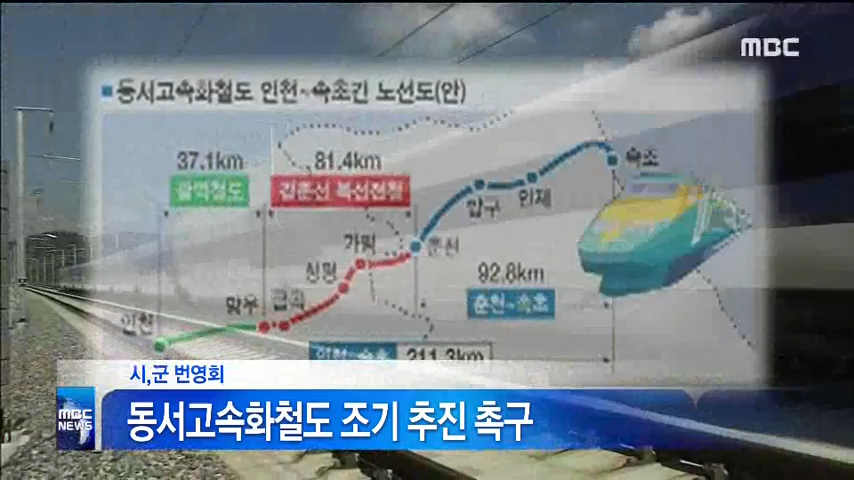 MBC
동서고속화철도 인천~속초간 노선도(안)
37.1km
81.4km
광역철도
경춘선 복선전철
속초
양구
인제
가평
춘천
청평
92.8km
망우
금곡
춘천~속초
인천
인천~속초 211.3km
시,군 번영회
MBC NEWS
동서고속화철도 조기 추진 촉구